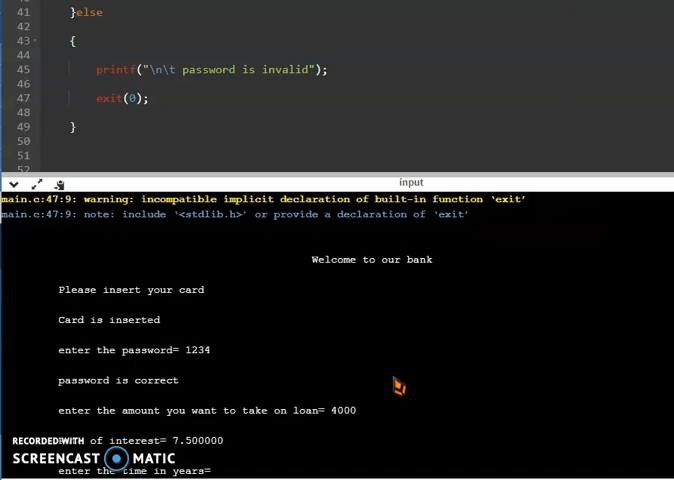 41 }else
42
43 {
44
45 printf("\n\t password is invalid");
46
47 exit(0);
48
49 }
50
51
52
input
main.c:47:9: warning: incompatible implicit declaration of built-in function ‘exit’
main.c:47:9: note: include ‘<stdlib.h>’ or provide a declaration of ‘exit’
Welcome to our bank
Please insert your card
Card is inserted
enter the password= 1234
password is correct
enter the amount you want to take on loan= 4000
RECORDED WITH of interest= 7.500000
SCREENCAST MATIC
enter the time in years=